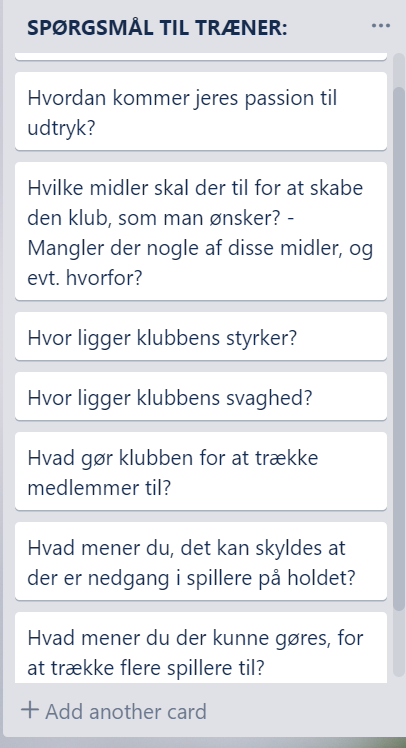 SPØRGSMÅL TIL TRÆNER:
Hvordan kommer jeres passion til
udtryk?
Hvilke midler skal der til for at skabe
den klub, som man ønsker? -
Mangler der nogle af disse midler, og
evt. hvorfor?
Hvor ligger klubbens styrker?
Hvor ligger klubbens svaghed?
Hvad gør klubben for at trække
medlemmer til?
Hvad mener du, det kan skyldes at
der er nedgang i spillere på holdet?
Hvad mener du der kunne gøres, for
at trække flere spillere til?
+ Add another card